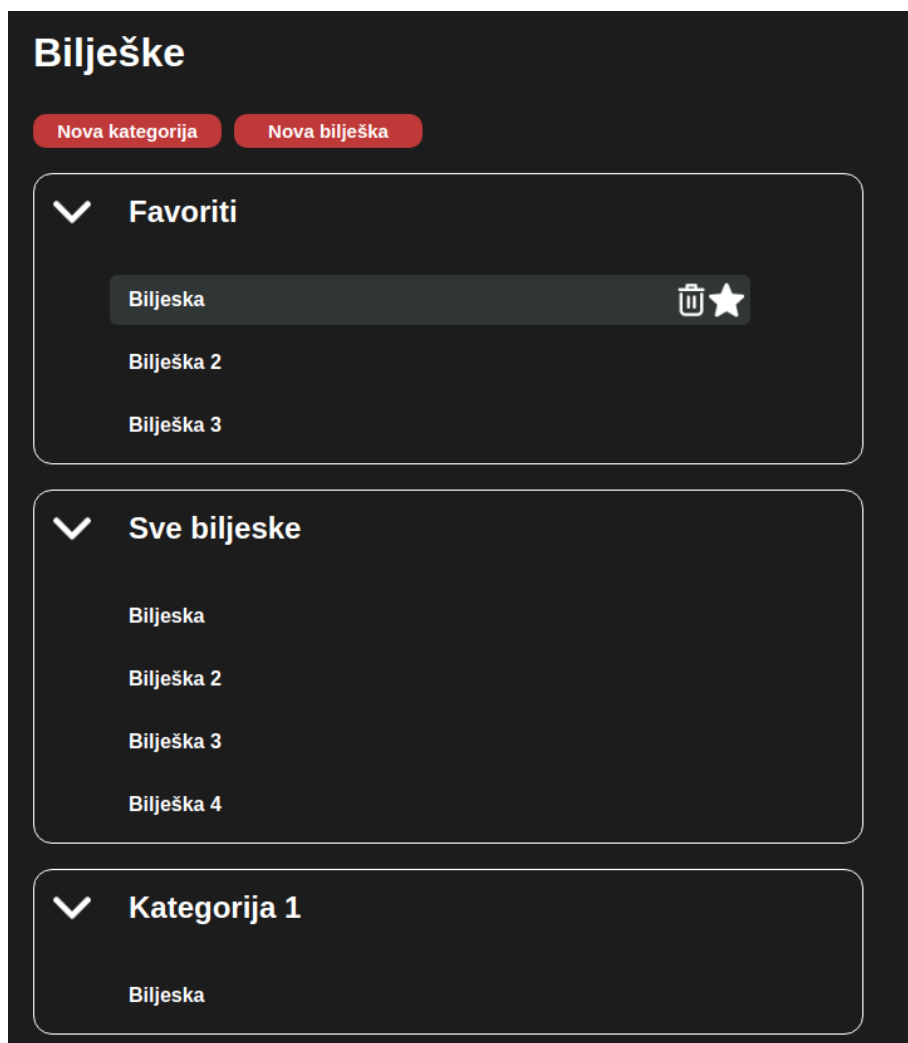 Bilješke
Nova kategorija Nova bilješka
Favoriti
Biljeska
Bilješka 2
Bilješka 3
Sve biljeske
Biljeska
Bilješka 2
Bilješka 3
Bilješka 4
Kategorija 1
Biljeska